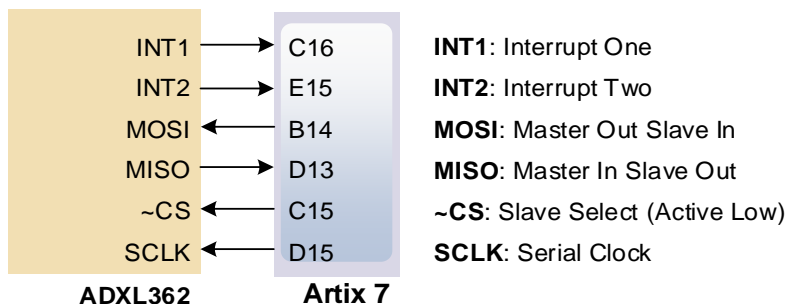 INT1 C16 INT1: Interrupt One
INT2 E15 INT2: Interrupt Two
MOSI B14 MOSI: Master Out Slave In
MISO D13 MISO: Master In Slave Out
~CS C15 ~CS: Slave Select (Active Low)
SCLK D15 SCLK: Serial Clock
ADXL362 Artix 7